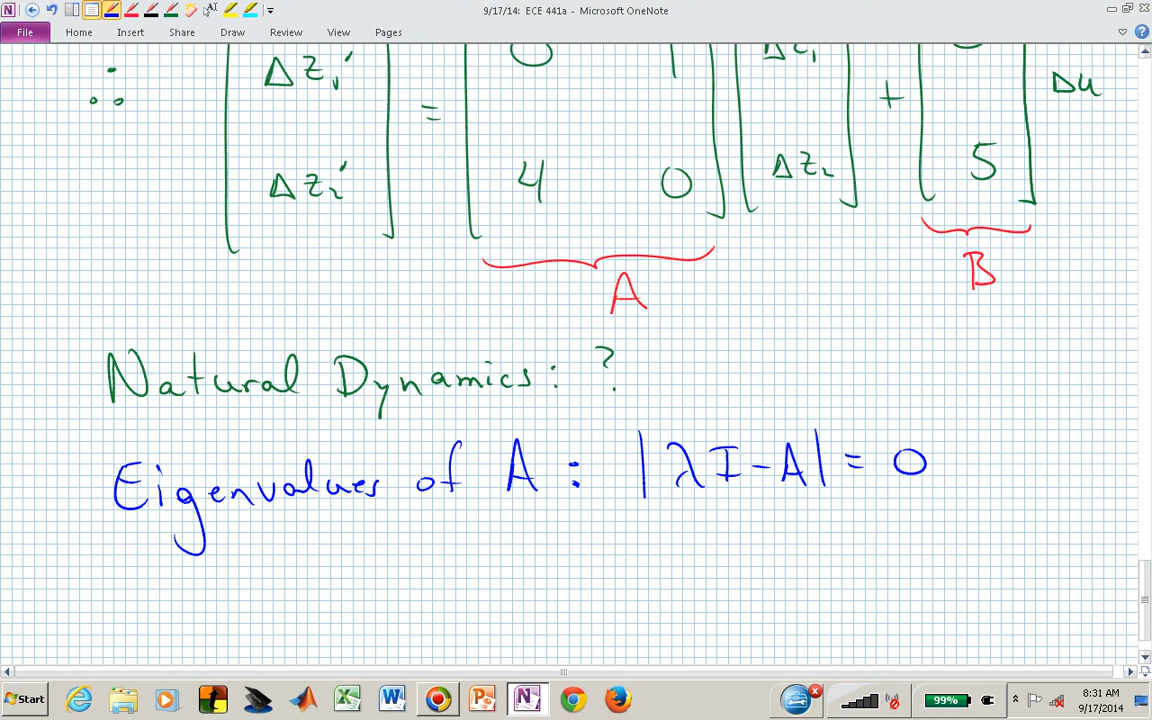 9/17/14: ECE 441a - Microsoft OneNote
File Home Insert Share Draw Review View Pages
∴ [ Δz₁' ] = [ 0 1 ] [ Δz₁ ] + [ 0 ] Δu
[ Δz₂' ] [ 4 0 ] [ Δz₂ ] [ 5 ]
A B
Natural Dynamics: ?
Eigenvalues of A: |λI-A| = 0
Start 99% 8:31 AM
9/17/2014